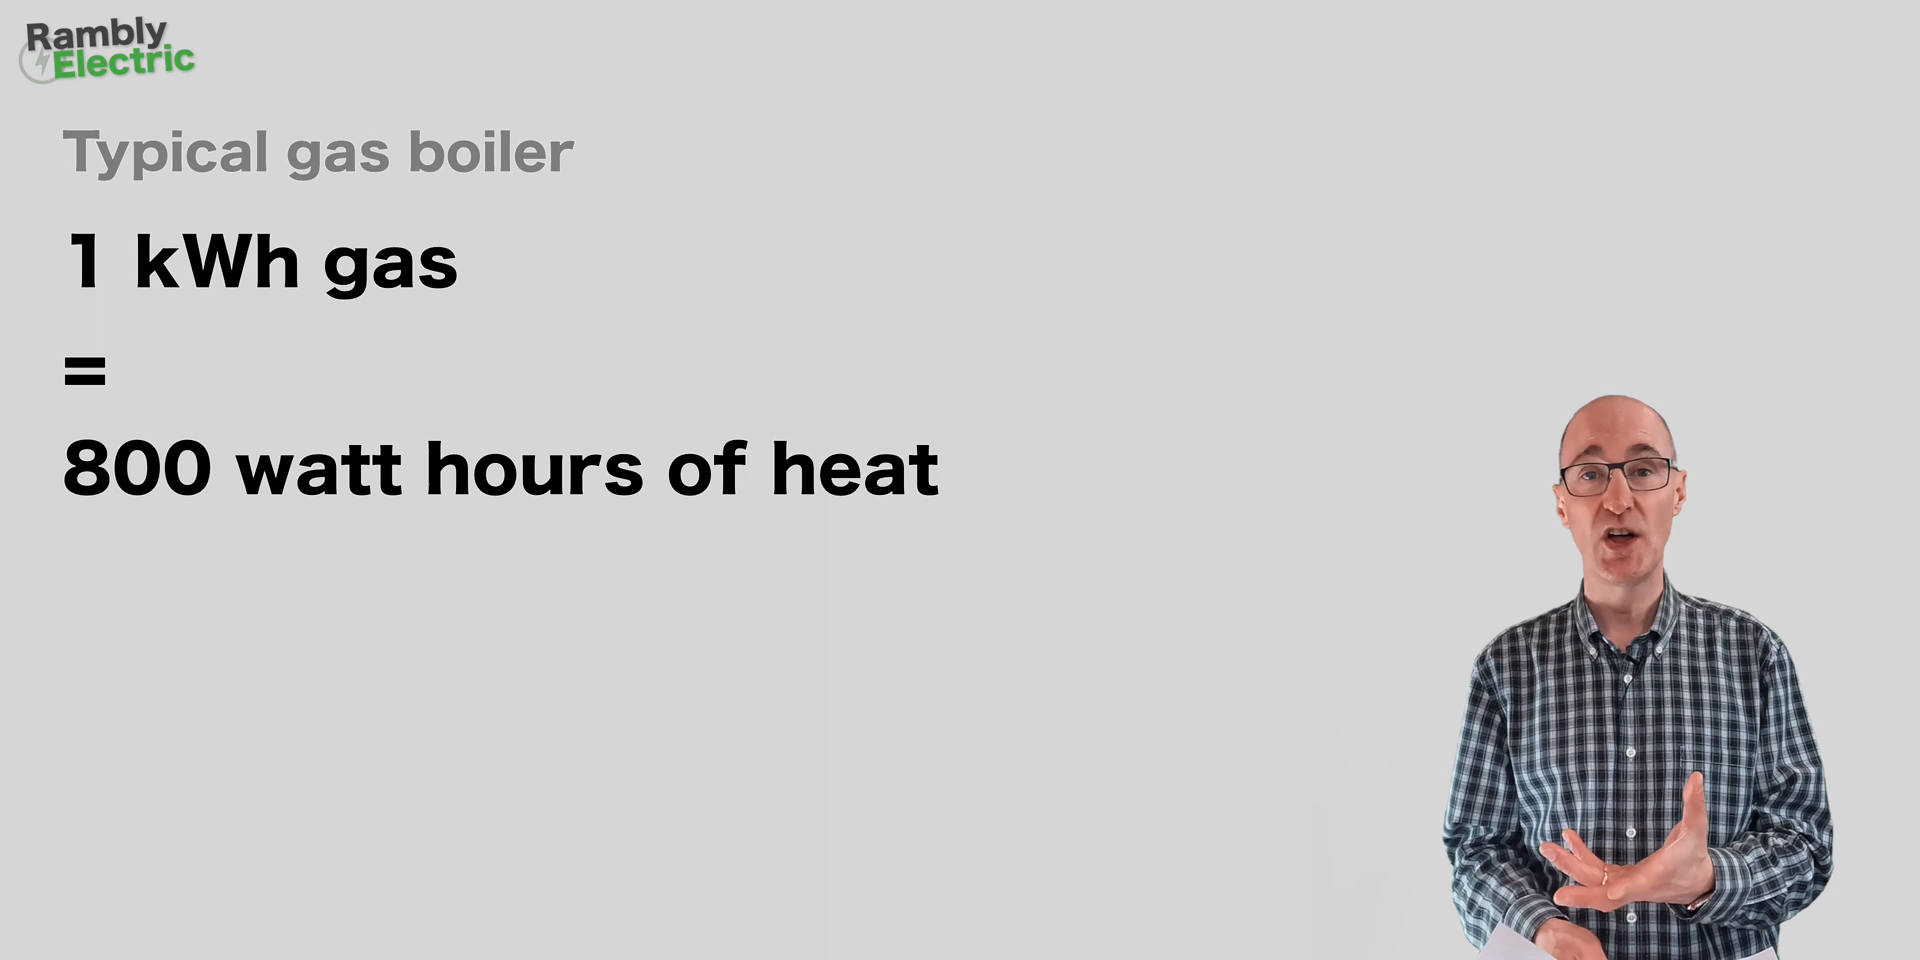 Rambly
Electric
Typical gas boiler
1 kWh gas
=
800 watt hours of heat